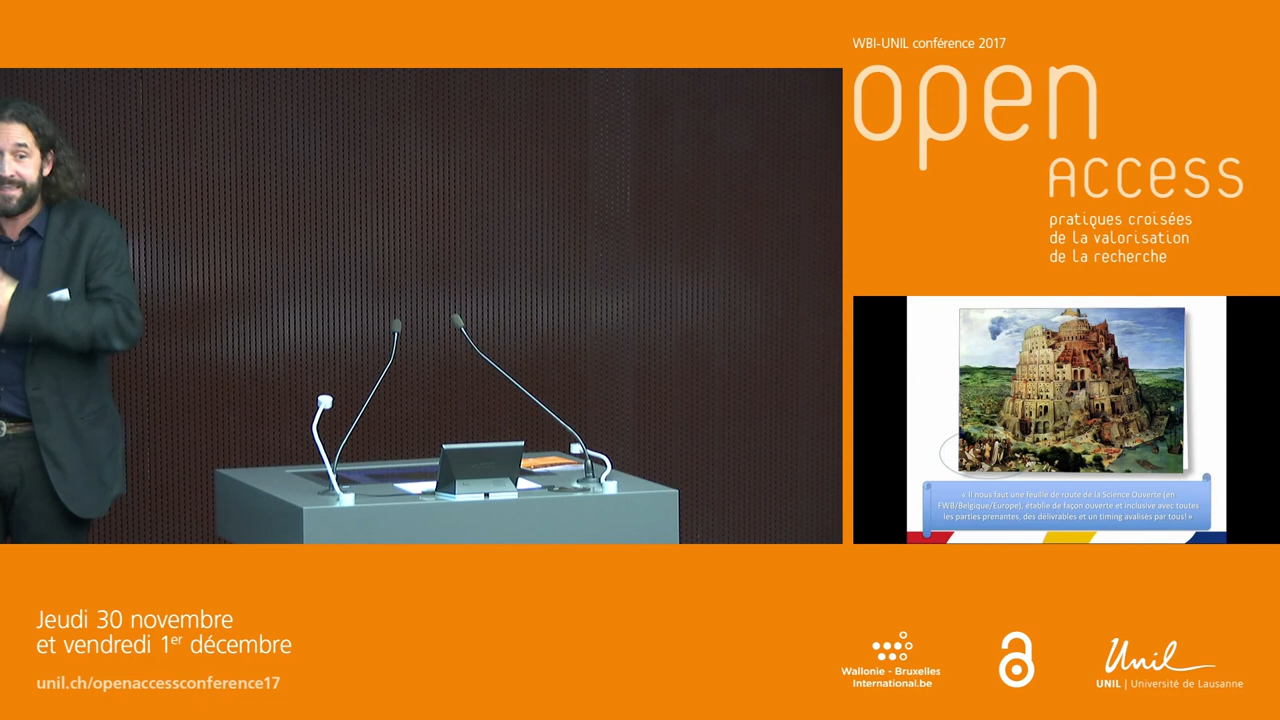 WBI-UNIL conférence 2017
open
access
pratiques croisées
de la valorisation
de la recherche
« Il nous faut une feuille de route de la Science Ouverte (en
FWB/Belgique/Europe), établie de façon ouverte et inclusive avec toutes
les parties prenantes, des délivrables et un timing avalisés par tous! »
Jeudi 30 novembre
et vendredi 1er décembre
unil.ch/openaccessconference17
Wallonie - Bruxelles
International.be
Unil
UNIL | Université de Lausanne